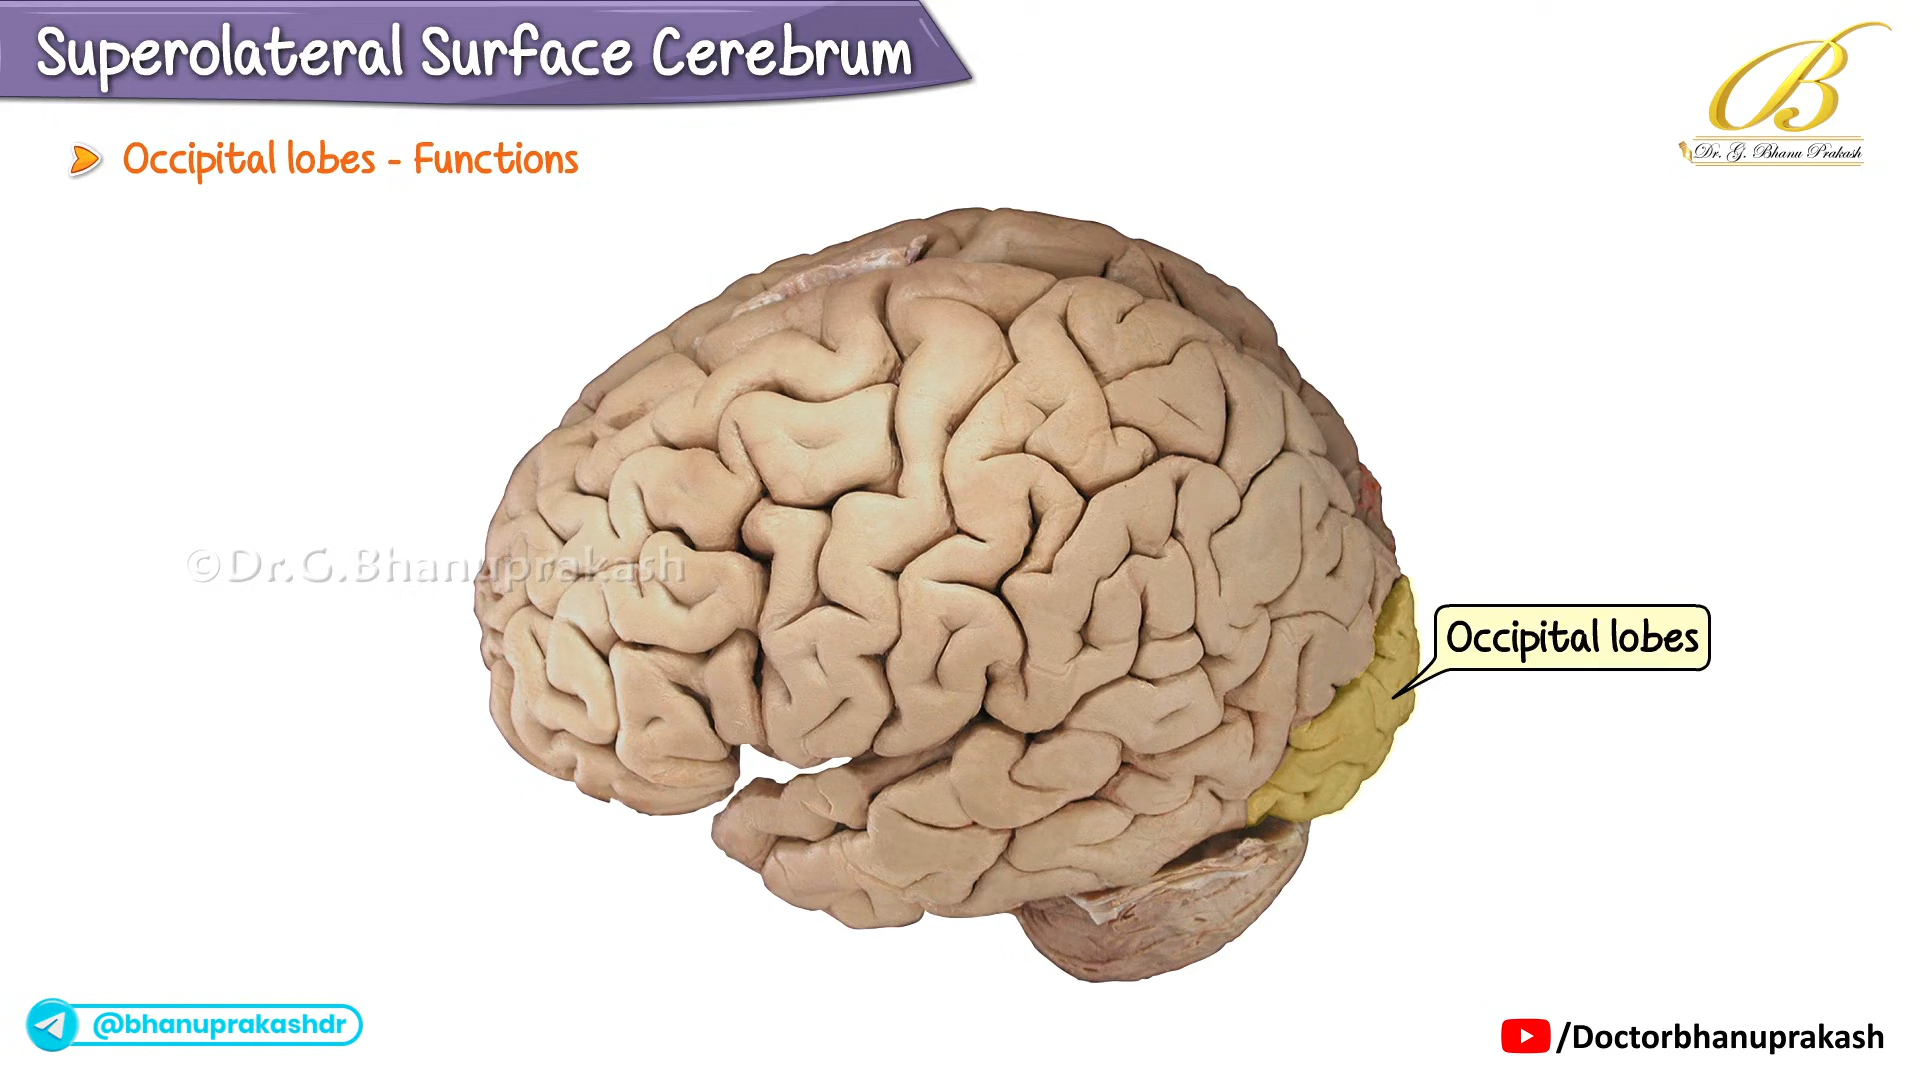 Superolateral Surface Cerebrum
B
Dr. G. Bhanu Prakash
Occipital lobes - Functions
©Dr.G.Bhanuprakash
Occipital lobes
@bhanuprakashdr
/Doctorbhanuprakash